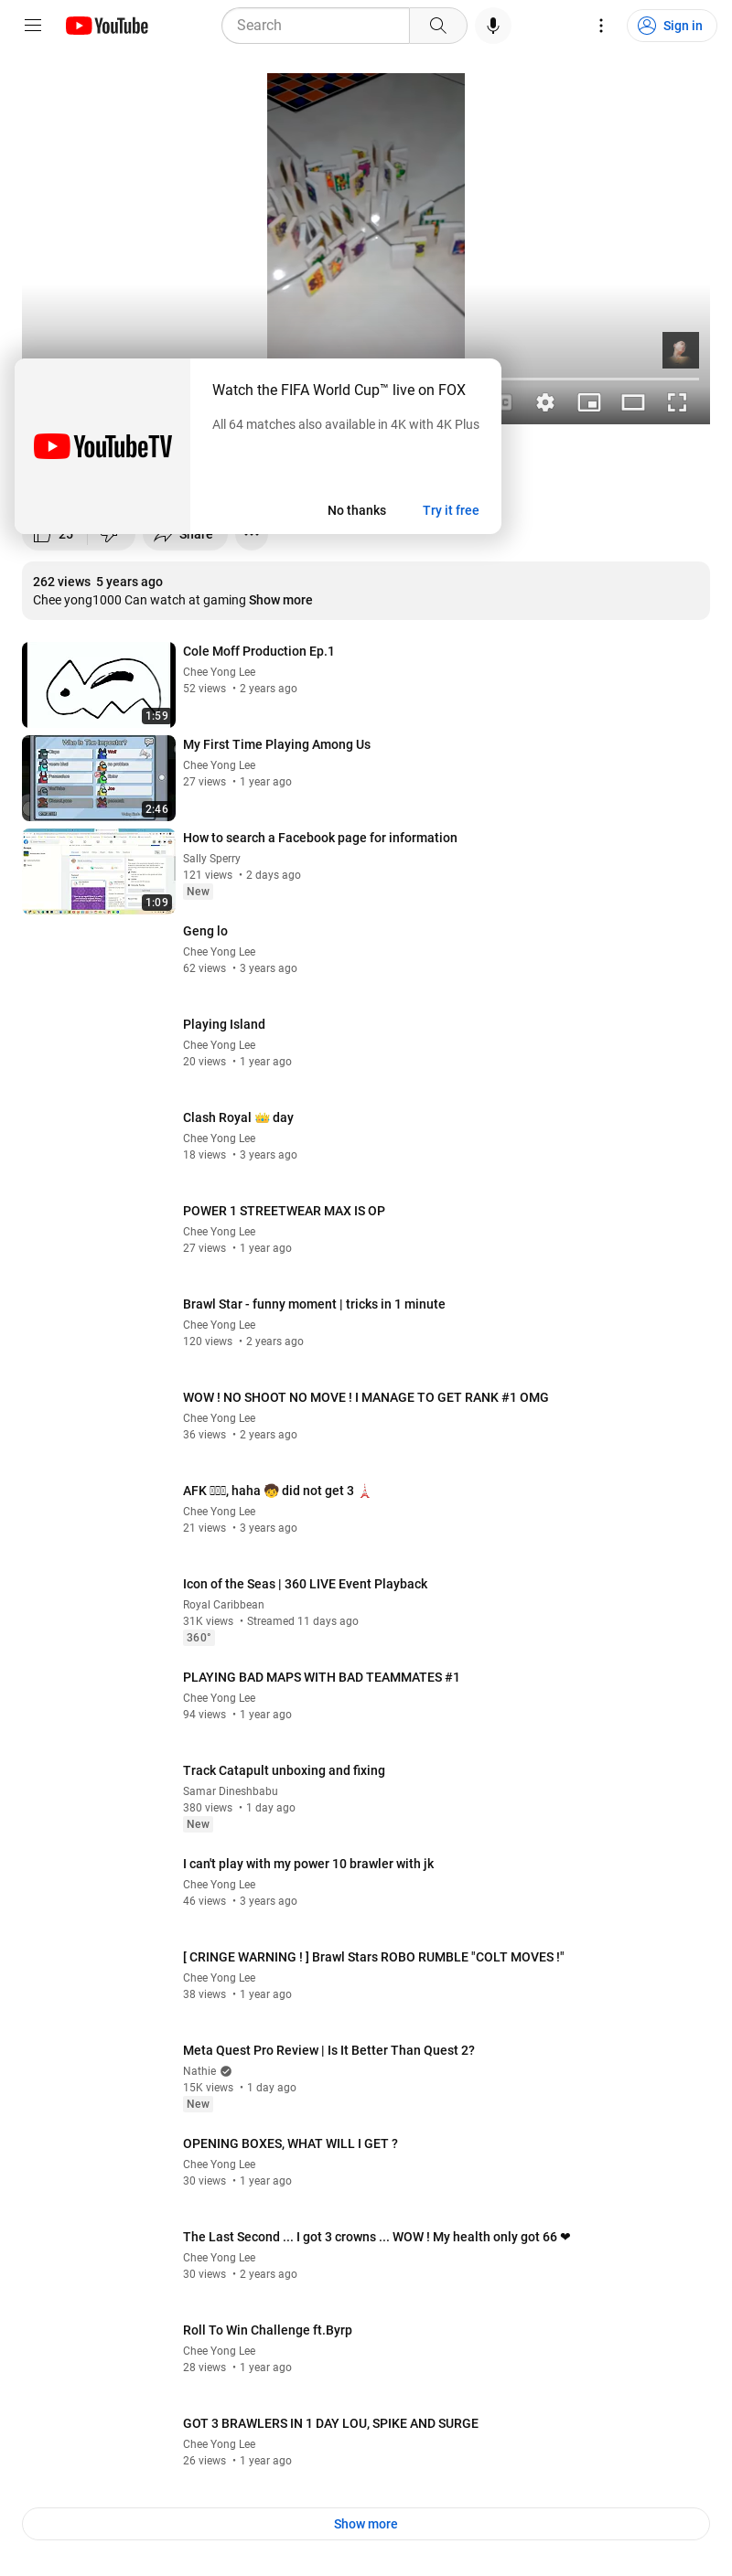 YouTube
Search
Sign in
Watch the FIFA World Cup™ live on FOX
All 64 matches also available in 4K with 4K Plus
YouTubeTV
No thanks
Try it free
25
Share
262 views 5 years ago
Chee yong1000 Can watch at gaming Show more
Cole Moff Production Ep.1
Chee Yong Lee
52 views • 2 years ago
1:59
My First Time Playing Among Us
Chee Yong Lee
27 views • 1 year ago
Who Is The Impostor?
2:46
How to search a Facebook page for information
Sally Sperry
121 views • 2 days ago
New
1:09
Geng lo
Chee Yong Lee
62 views • 3 years ago
Playing Island
Chee Yong Lee
20 views • 1 year ago
Clash Royal 👑 day
Chee Yong Lee
18 views • 3 years ago
POWER 1 STREETWEAR MAX IS OP
Chee Yong Lee
27 views • 1 year ago
Brawl Star - funny moment | tricks in 1 minute
Chee Yong Lee
120 views • 2 years ago
WOW ! NO SHOOT NO MOVE ! I MANAGE TO GET RANK #1 OMG
Chee Yong Lee
36 views • 2 years ago
AFK , haha 🧒 did not get 3 🗼
Chee Yong Lee
21 views • 3 years ago
Icon of the Seas | 360 LIVE Event Playback
Royal Caribbean
31K views • Streamed 11 days ago
360°
PLAYING BAD MAPS WITH BAD TEAMMATES #1
Chee Yong Lee
94 views • 1 year ago
Track Catapult unboxing and fixing
Samar Dineshbabu
380 views • 1 day ago
New
I can't play with my power 10 brawler with jk
Chee Yong Lee
46 views • 3 years ago
[ CRINGE WARNING ! ] Brawl Stars ROBO RUMBLE "COLT MOVES !"
Chee Yong Lee
38 views • 1 year ago
Meta Quest Pro Review | Is It Better Than Quest 2?
Nathie
15K views • 1 day ago
New
OPENING BOXES, WHAT WILL I GET ?
Chee Yong Lee
30 views • 1 year ago
The Last Second ... I got 3 crowns ... WOW ! My health only got 66 ❤
Chee Yong Lee
30 views • 2 years ago
Roll To Win Challenge ft.Byrp
Chee Yong Lee
28 views • 1 year ago
GOT 3 BRAWLERS IN 1 DAY LOU, SPIKE AND SURGE
Chee Yong Lee
26 views • 1 year ago
Show more